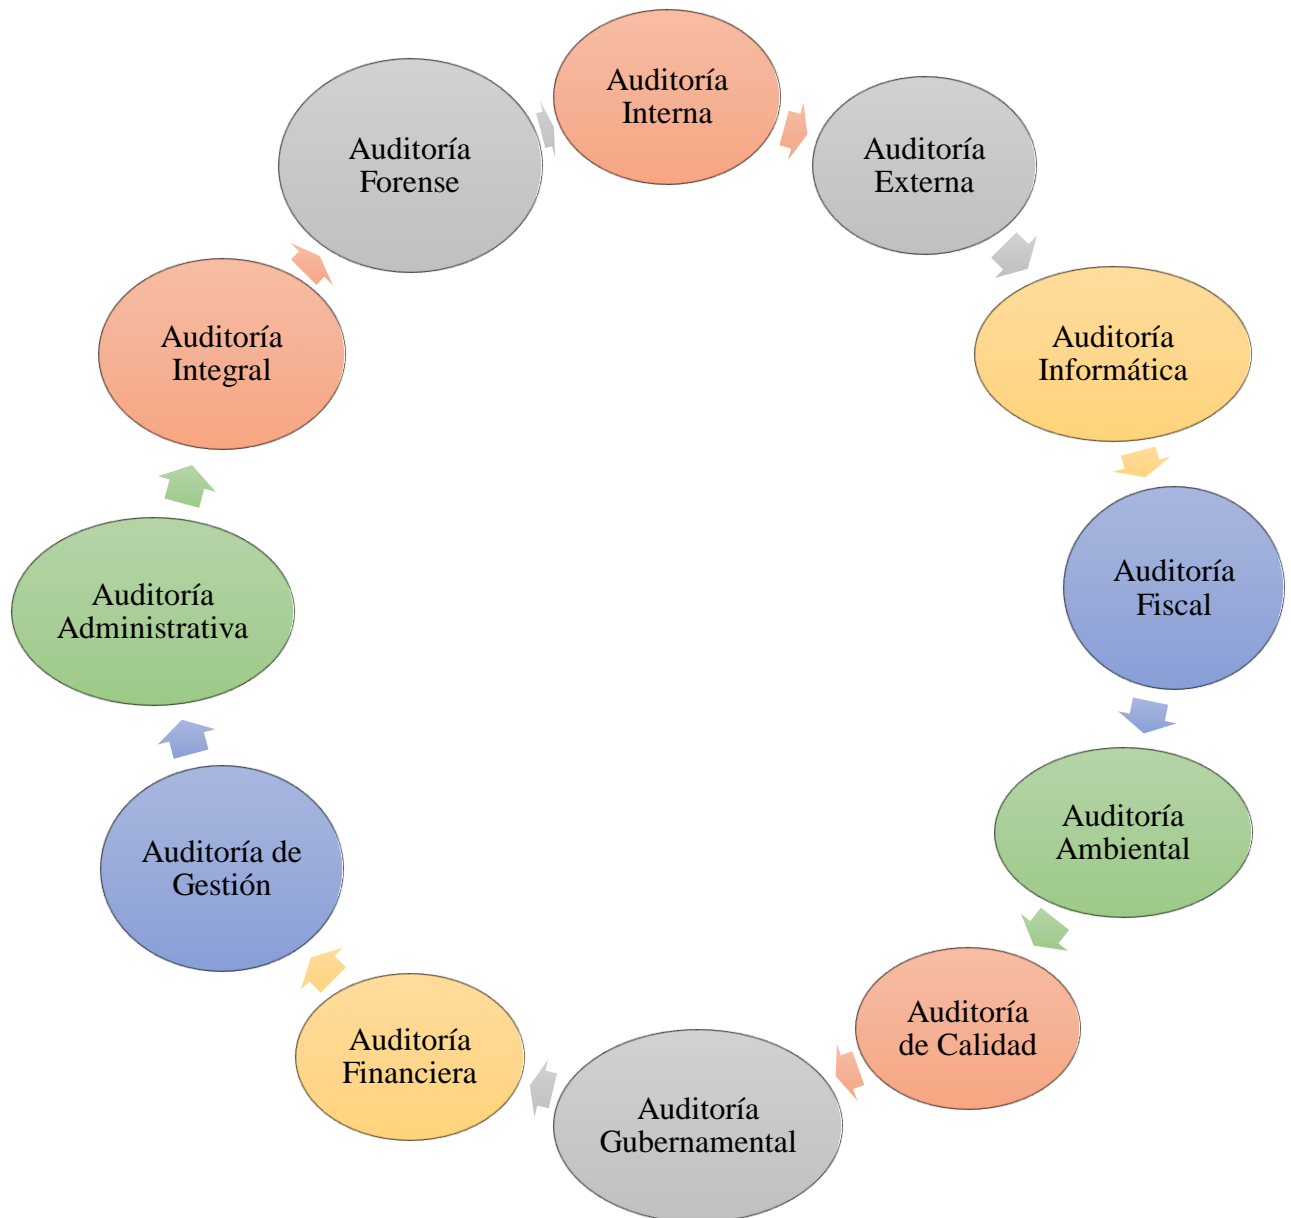 Auditoría
Interna
Auditoría
Externa
Auditoría
Informática
Auditoría
Fiscal
Auditoría
Ambiental
Auditoría
de Calidad
Auditoría
Gubernamental
Auditoría
Financiera
Auditoría de
Gestión
Auditoría
Administrativa
Auditoría
Integral
Auditoría
Forense